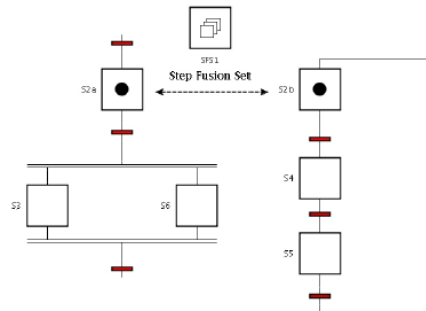 SFS1
Step Fusion Set
S2a
S2b
S3
S6
S4
S5